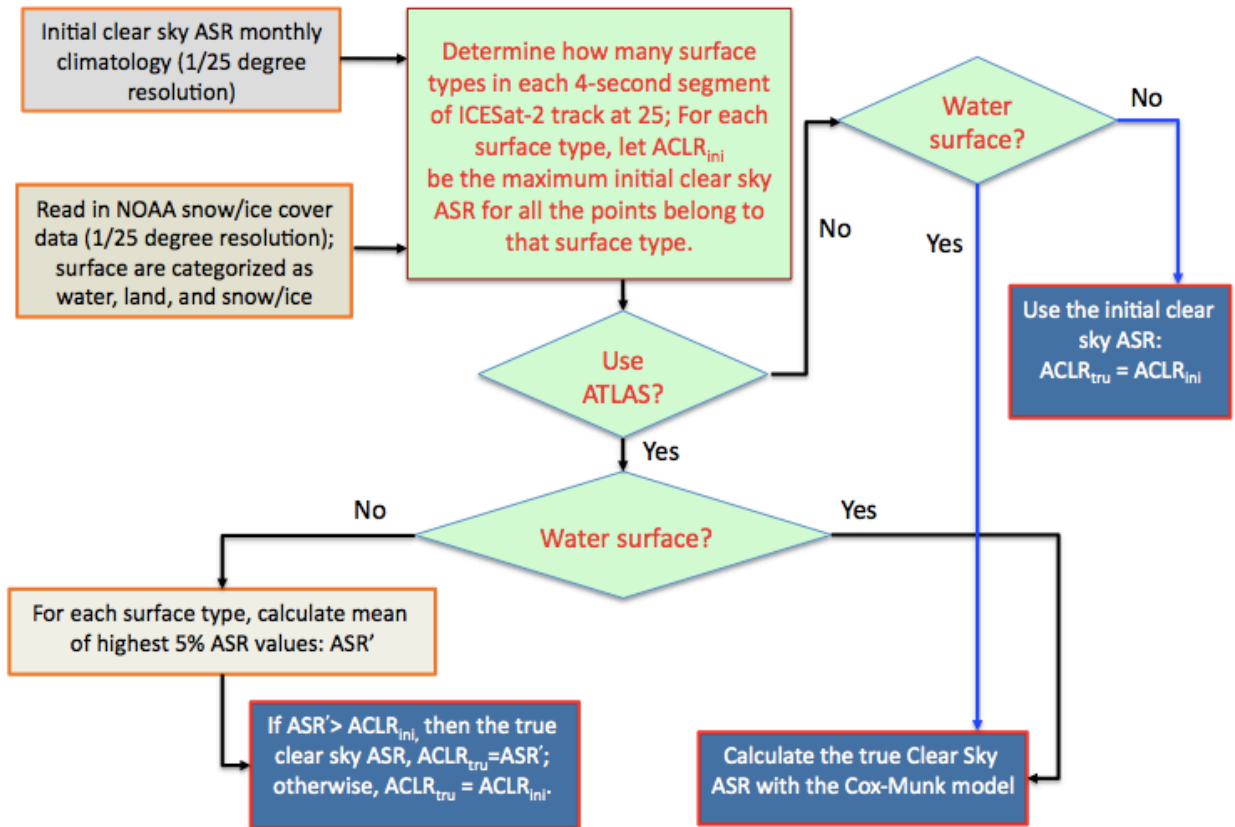 Initial clear sky ASR monthly
climatology (1/25 degree
resolution)
Read in NOAA snow/ice cover
data (1/25 degree resolution);
surface are categorized as
water, land, and snow/ice
Determine how many surface
types in each 4-second segment
of ICESat-2 track at 25; For each
surface type, let ACLRini
be the maximum initial clear sky
ASR for all the points belong to
that surface type.
Water
surface?
No
No
Yes
Use the initial clear
sky ASR:
ACLRtru = ACLRini
Use
ATLAS?
Yes
No
Water surface?
Yes
For each surface type, calculate mean
of highest 5% ASR values: ASR’
If ASR’> ACLRini, then the true
clear sky ASR, ACLRtru=ASR’;
otherwise, ACLRtru = ACLRini.
Calculate the true Clear Sky
ASR with the Cox-Munk model